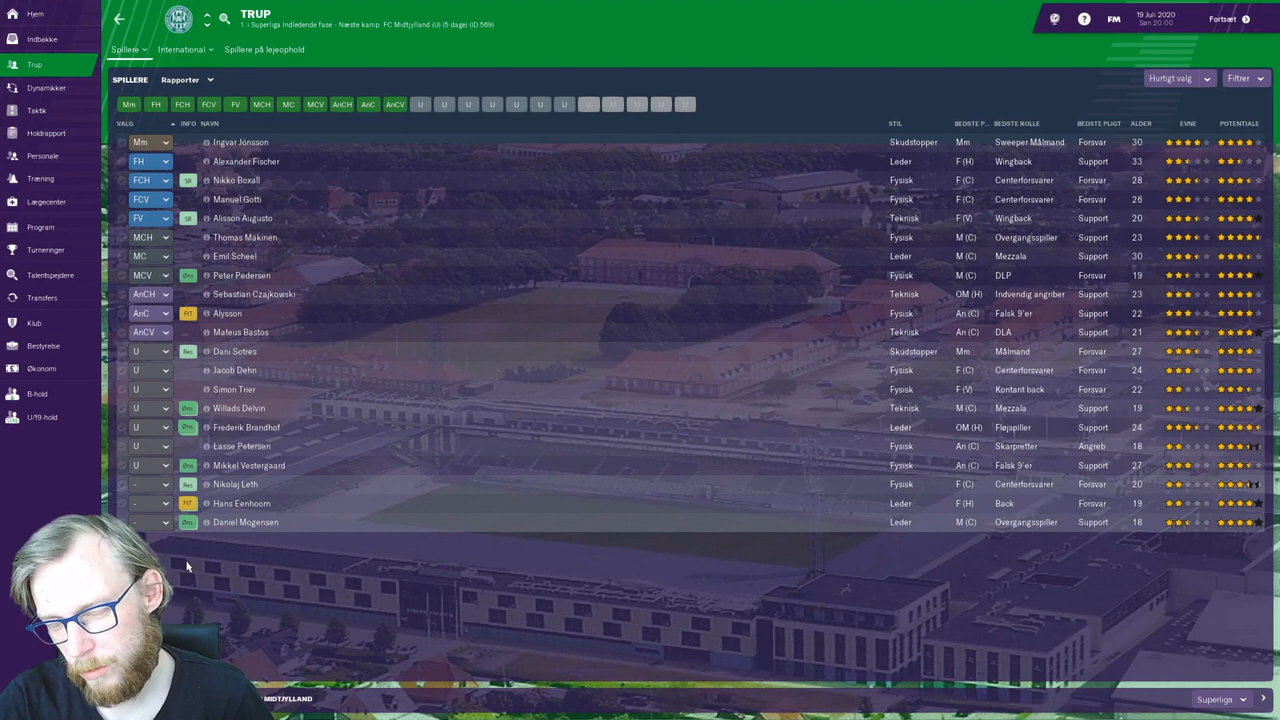 Hjem
TRUP
1. i Superliga Indledende fase - Næste kamp: FC Midtjylland (U) (5 dage) (ID:569)
FM
19 Juli 2020
Søn 20:00
Fortsæt
Indbakke
Trup
Dynamikker
Taktik
Holdrapport
Personale
Træning
Lægecenter
Program
Turneringer
Talentspejdere
Transfers
Klub
Bestyrelse
Økonomi
B-hold
U/19-hold
Spillere
International
Spillere på lejeophold
SPILLERE
Rapporter
Hurtigt valg
Filtrer
Mm FH FCH FCV FV MCH MC MCV AnCH AnC AnCV U U U U U U U U U U U U
VALG INFO NAVN STIL BEDSTE P... BEDSTE ROLLE BEDSTE PLIGT ALDER EVNE POTENTIALE
Mm Ingvar Jónsson Skudstopper Mm Sweeper Målmand Forsvar 30
FH Alexander Fischer Leder F (H) Wingback Support 33
FCH SR Nikko Boxall Fysisk F (C) Centerforsvarer Forsvar 28
FCV Manuel Gotti Fysisk F (C) Centerforsvarer Forsvar 26
FV SR Alisson Augusto Teknisk F (V) Wingback Support 20
MCH Thomas Mäkinen Fysisk M (C) Overgangsspiller Support 23
MC Emil Scheel Leder M (C) Mezzala Support 30
MCV Øns Peter Pedersen Fysisk M (C) DLP Forsvar 19
AnCH Sebastian Czajkowski Teknisk OM (H) Indvendig angriber Support 23
AnC FtT Alysson Fysisk An (C) Falsk 9'er Support 22
AnCV Mateus Bastos Teknisk An (C) DLA Support 21
U Res Dani Sotres Skudstopper Mm Målmand Forsvar 27
U Jacob Dehn Fysisk F (C) Centerforsvarer Forsvar 24
U Simon Trier Fysisk F (V) Kontant back Forsvar 22
U Øns Willads Delvin Teknisk M (C) Mezzala Support 19
U Øns Frederik Brandhof Leder OM (H) Fløjspiller Support 24
U Lasse Petersen Fysisk An (C) Skarpretter Angreb 18
U Øns Mikkel Vestergaard Fysisk An (C) Falsk 9'er Support 27
- Res Nikolaj Leth Fysisk F (C) Centerforsvarer Forsvar 20
- FtT Hans Eenhoorn Leder F (H) Back Forsvar 19
- Øns Daniel Mogensen Leder M (C) Overgangsspiller Support 18
MIDTJYLLAND
Superliga